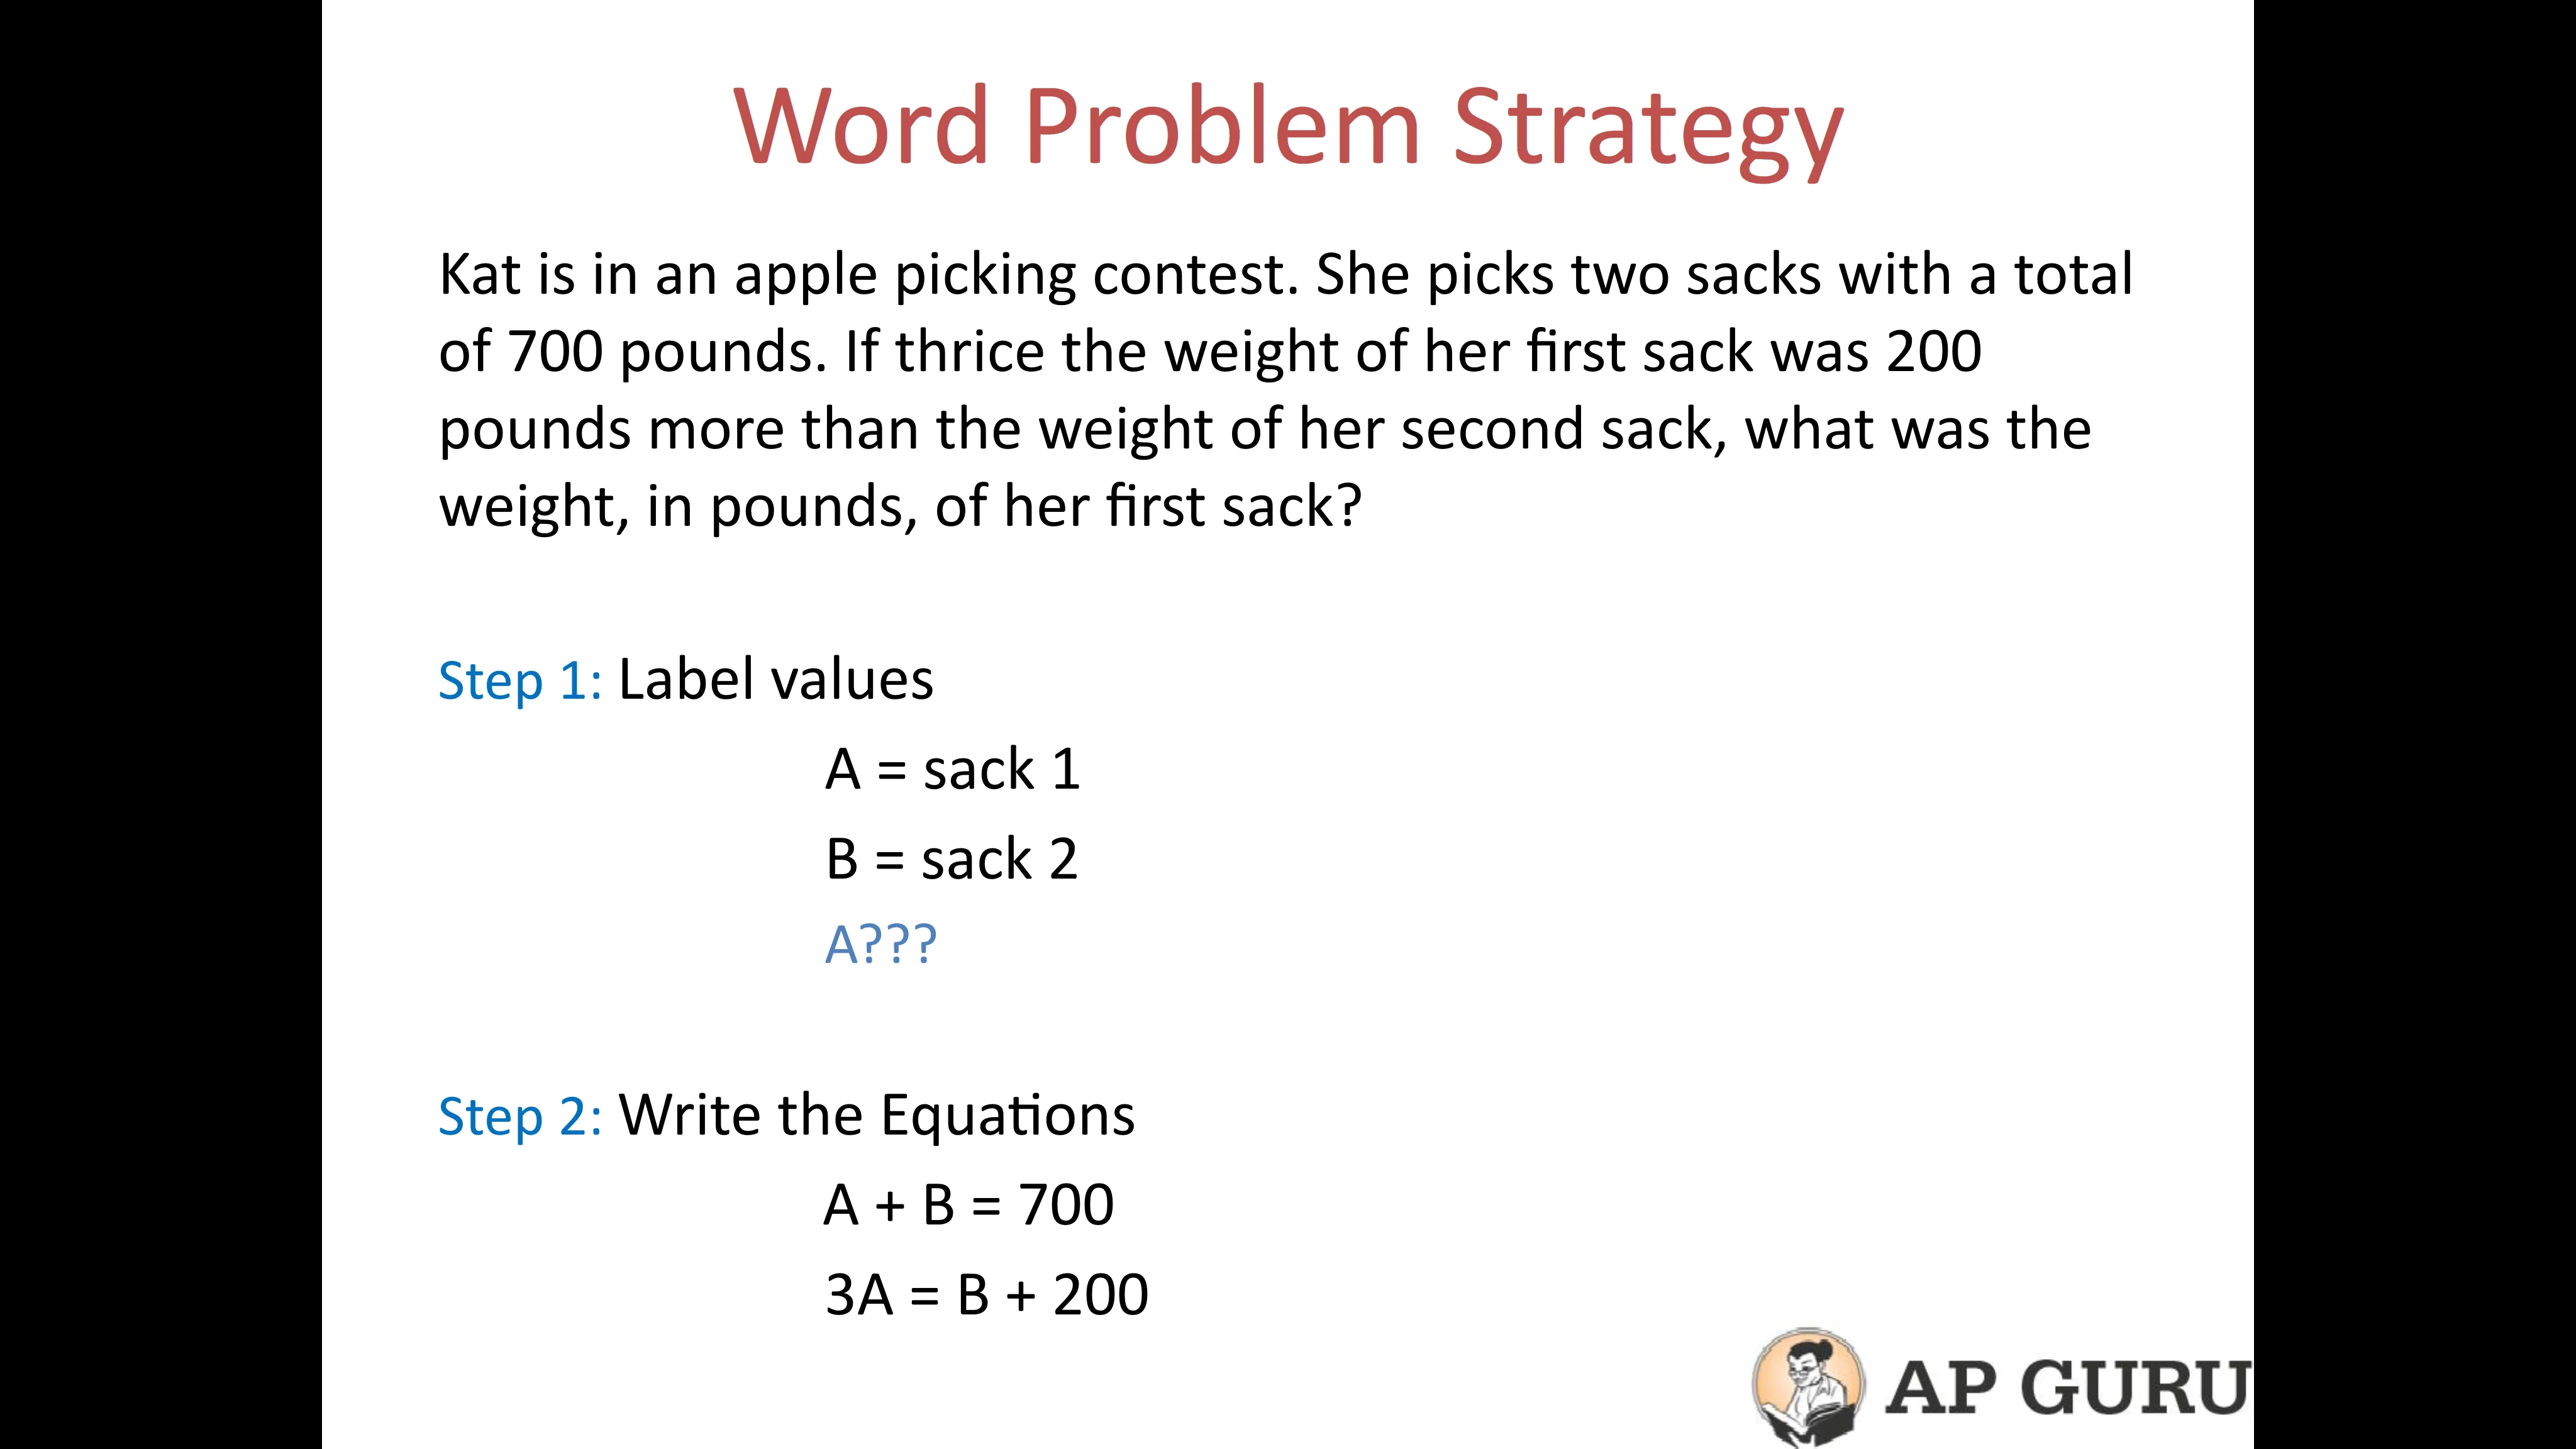 Word Problem Strategy
Kat is in an apple picking contest. She picks two sacks with a total
of 700 pounds. If thrice the weight of her first sack was 200
pounds more than the weight of her second sack, what was the
weight, in pounds, of her first sack?
Step 1: Label values
A = sack 1
B = sack 2
A???
Step 2: Write the Equations
A + B = 700
3A = B + 200
AP GURU